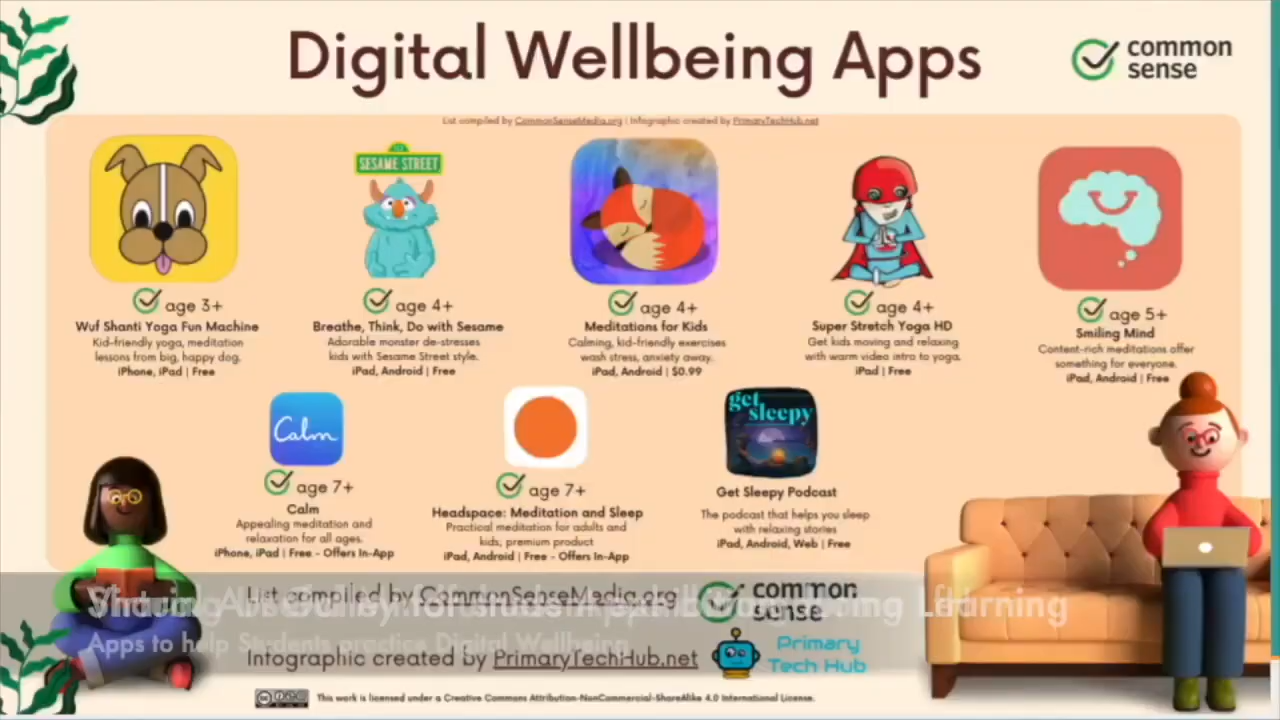 Digital Wellbeing Apps
common
sense
List compiled by CommonSenseMedia.org | Infographic created by PrimaryTechHub.net
SESAME STREET
get
sleepy
Calm
age 3+
Wuf Shanti Yoga Fun Machine
Kid-friendly yoga, meditation
lessons from big, happy dog.
iPhone, iPad | Free
age 4+
Breathe, Think, Do with Sesame
Adorable monster de-stresses
kids with Sesame Street style.
iPad, Android | Free
age 4+
Meditations for Kids
Calming, kid-friendly exercises
wash stress, anxiety away.
iPad, Android | $0.99
age 4+
Super Stretch Yoga HD
Get kids moving and relaxing
with warm video intro to yoga.
iPad | Free
age 5+
Smiling Mind
Content-rich meditations offer
something for everyone.
iPad, Android | Free
age 7+
Calm
Appealing meditation and
relaxation for all ages.
iPhone, iPad | Free - Offers In-App
age 7+
Headspace: Meditation and Sleep
Practical meditation for adults and
kids, premium product
iPad, Android | Free - Offers In-App
Get Sleepy Podcast
The podcast that helps you sleep
with relaxing stories
iPad, Android, Web | Free
List compiled by CommonSenseMedia.org
common
sense
Learning
Apps to help Students practice Digital Wellbeing
Infographic created by PrimaryTechHub.net
Primary
Tech Hub
This work is licensed under a Creative Commons Attribution-NonCommercial-ShareAlike 4.0 International License.